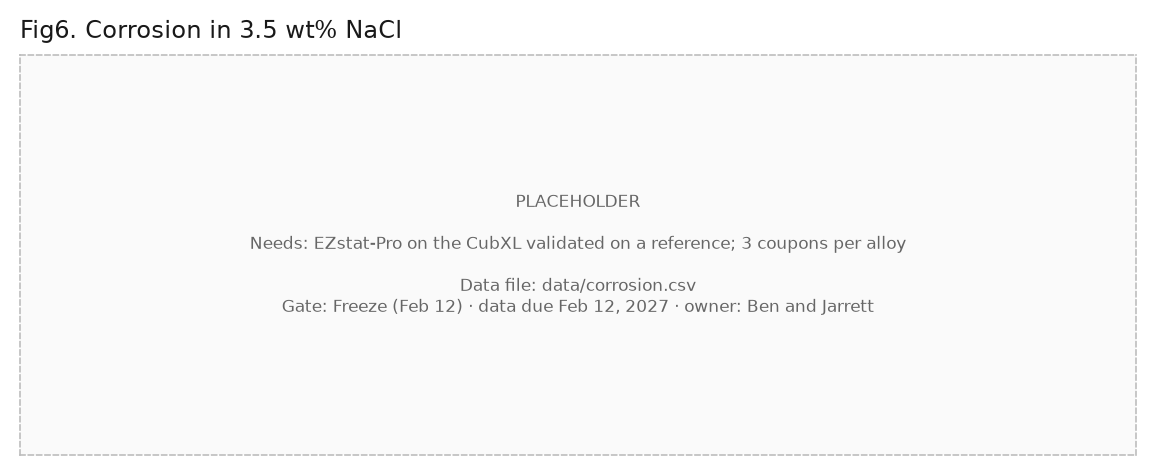 Fig6. Corrosion in 3.5 wt% NaCl
PLACEHOLDER
Needs: EZstat-Pro on the CubXL validated on a reference; 3 coupons per alloy
Data file: data/corrosion.csv
Gate: Freeze (Feb 12) · data due Feb 12, 2027 · owner: Ben and Jarrett